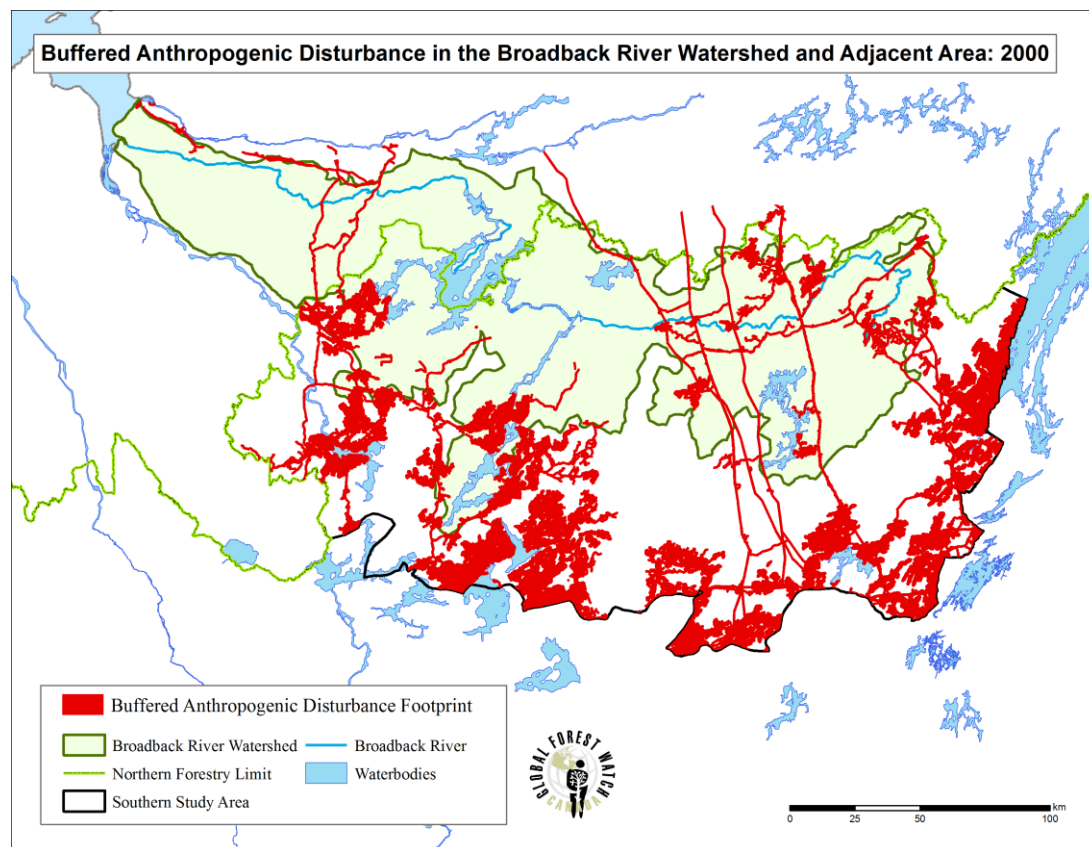 Buffered Anthropogenic Disturbance in the Broadback River Watershed and Adjacent Area: 2000
Buffered Anthropogenic Disturbance Footprint
Broadback River Watershed
Broadback River
Northern Forestry Limit
Waterbodies
Southern Study Area
GLOBAL FOREST WATCH
CANADA
km
0 25 50 100